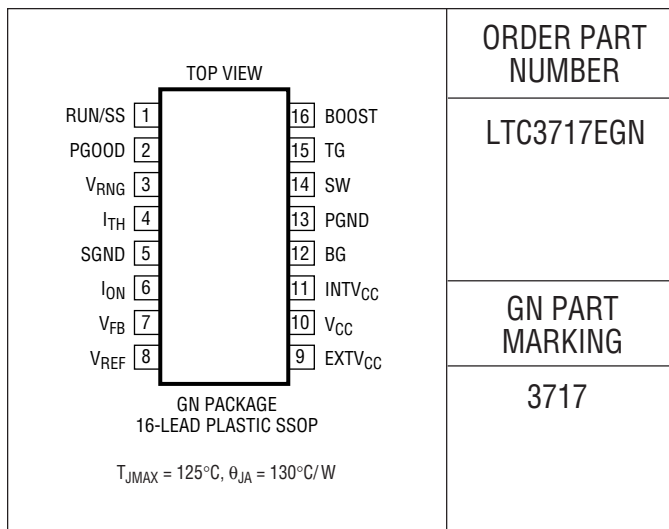 TOP VIEW
RUN/SS 1
PGOOD 2
VRNG 3
ITH 4
SGND 5
ION 6
VFB 7
VREF 8
16 BOOST
15 TG
14 SW
13 PGND
12 BG
11 INTVCC
10 VCC
9 EXTVCC
GN PACKAGE
16-LEAD PLASTIC SSOP
TJMAX = 125°C, θJA = 130°C/W
ORDER PART
NUMBER
LTC3717EGN
GN PART
MARKING
3717